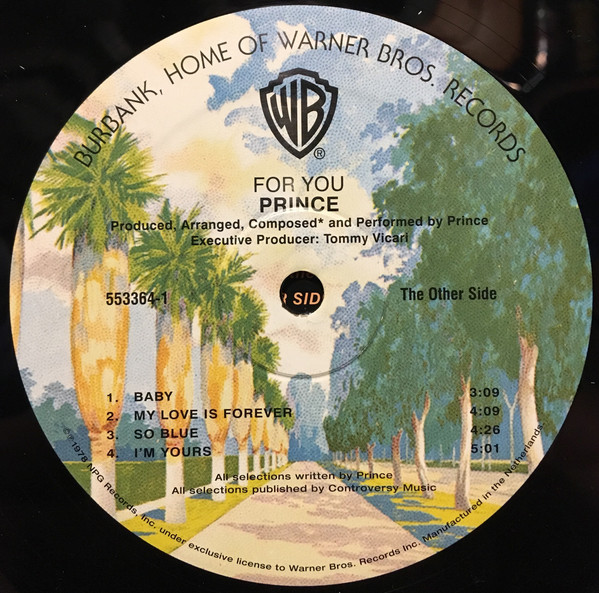 BURBANK, HOME OF WARNER BROS. RECORDS
WB
®
FOR YOU
PRINCE
Produced, Arranged, Composed* and Performed by Prince
Executive Producer: Tommy Vicari
553364-1
SID
The Other Side
1. BABY 3:09
2. MY LOVE IS FOREVER 4:09
3. SO BLUE 4:26
4. I'M YOURS 5:01
All selections written by Prince
All selections published by Controversy Music
℗ 1978 NPG Records, Inc. under exclusive license to Warner Bros. Records Inc. Manufactured in the Netherlands